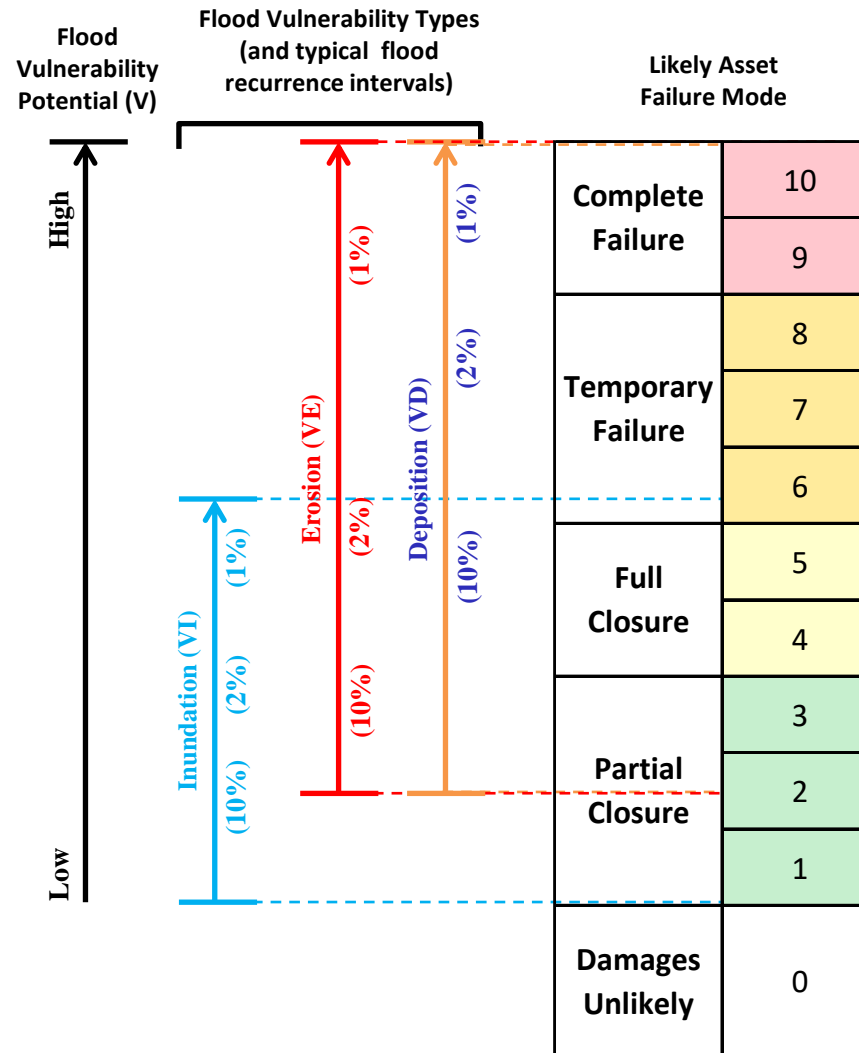 Flood
Vulnerability
Potential (V)
Flood Vulnerability Types
(and typical flood
recurrence intervals)
Likely Asset
Failure Mode
High
Low
Inundation (VI)
(1%)
(2%)
(10%)
Erosion (VE)
(1%)
(2%)
(10%)
Deposition (VD)
(1%)
(2%)
(10%)
Complete
Failure
10
9
Temporary
Failure
8
7
6
Full
Closure
5
4
Partial
Closure
3
2
1
Damages
Unlikely
0